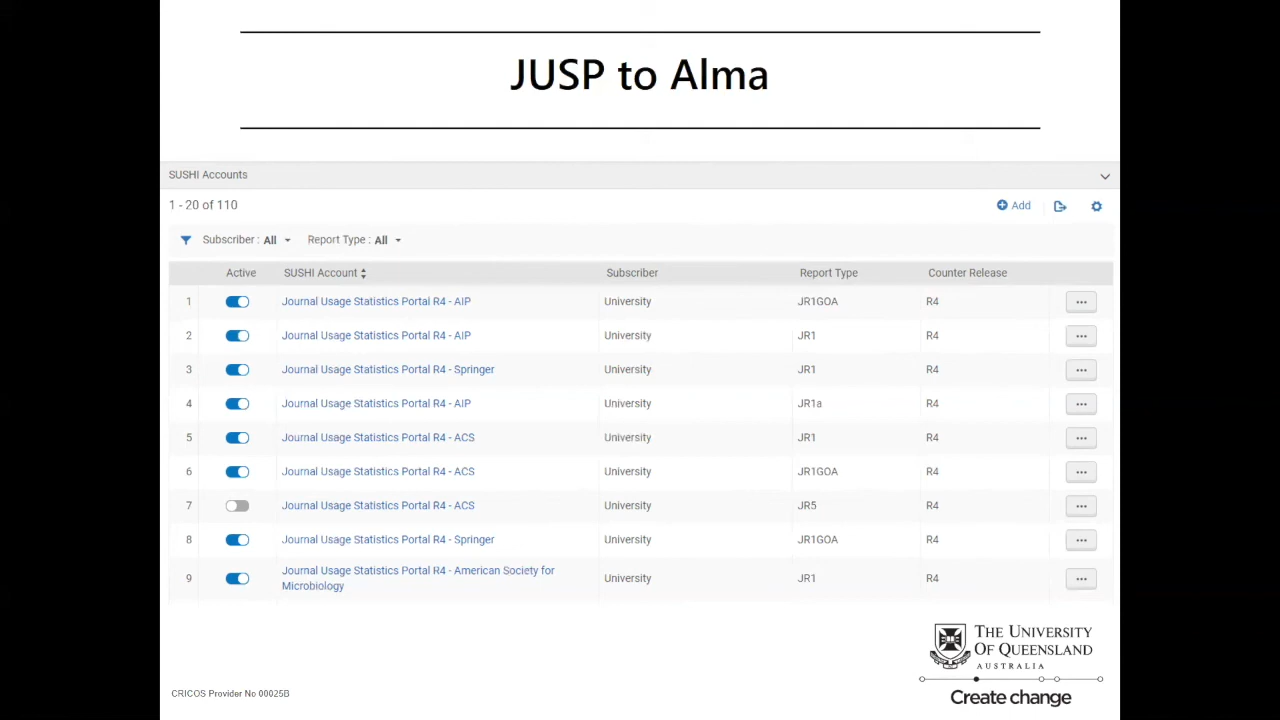 JUSP to Alma
SUSHI Accounts
1 - 20 of 110
Add
Subscriber : All Report Type : All
Active SUSHI Account Subscriber Report Type Counter Release
1 Journal Usage Statistics Portal R4 - AIP University JR1GOA R4
2 Journal Usage Statistics Portal R4 - AIP University JR1 R4
3 Journal Usage Statistics Portal R4 - Springer University JR1 R4
4 Journal Usage Statistics Portal R4 - AIP University JR1a R4
5 Journal Usage Statistics Portal R4 - ACS University JR1 R4
6 Journal Usage Statistics Portal R4 - ACS University JR1GOA R4
7 Journal Usage Statistics Portal R4 - ACS University JR5 R4
8 Journal Usage Statistics Portal R4 - Springer University JR1GOA R4
9 Journal Usage Statistics Portal R4 - American Society for University JR1 R4
Microbiology
THE UNIVERSITY
OF QUEENSLAND
AUSTRALIA
CRICOS Provider No 00025B
Create change